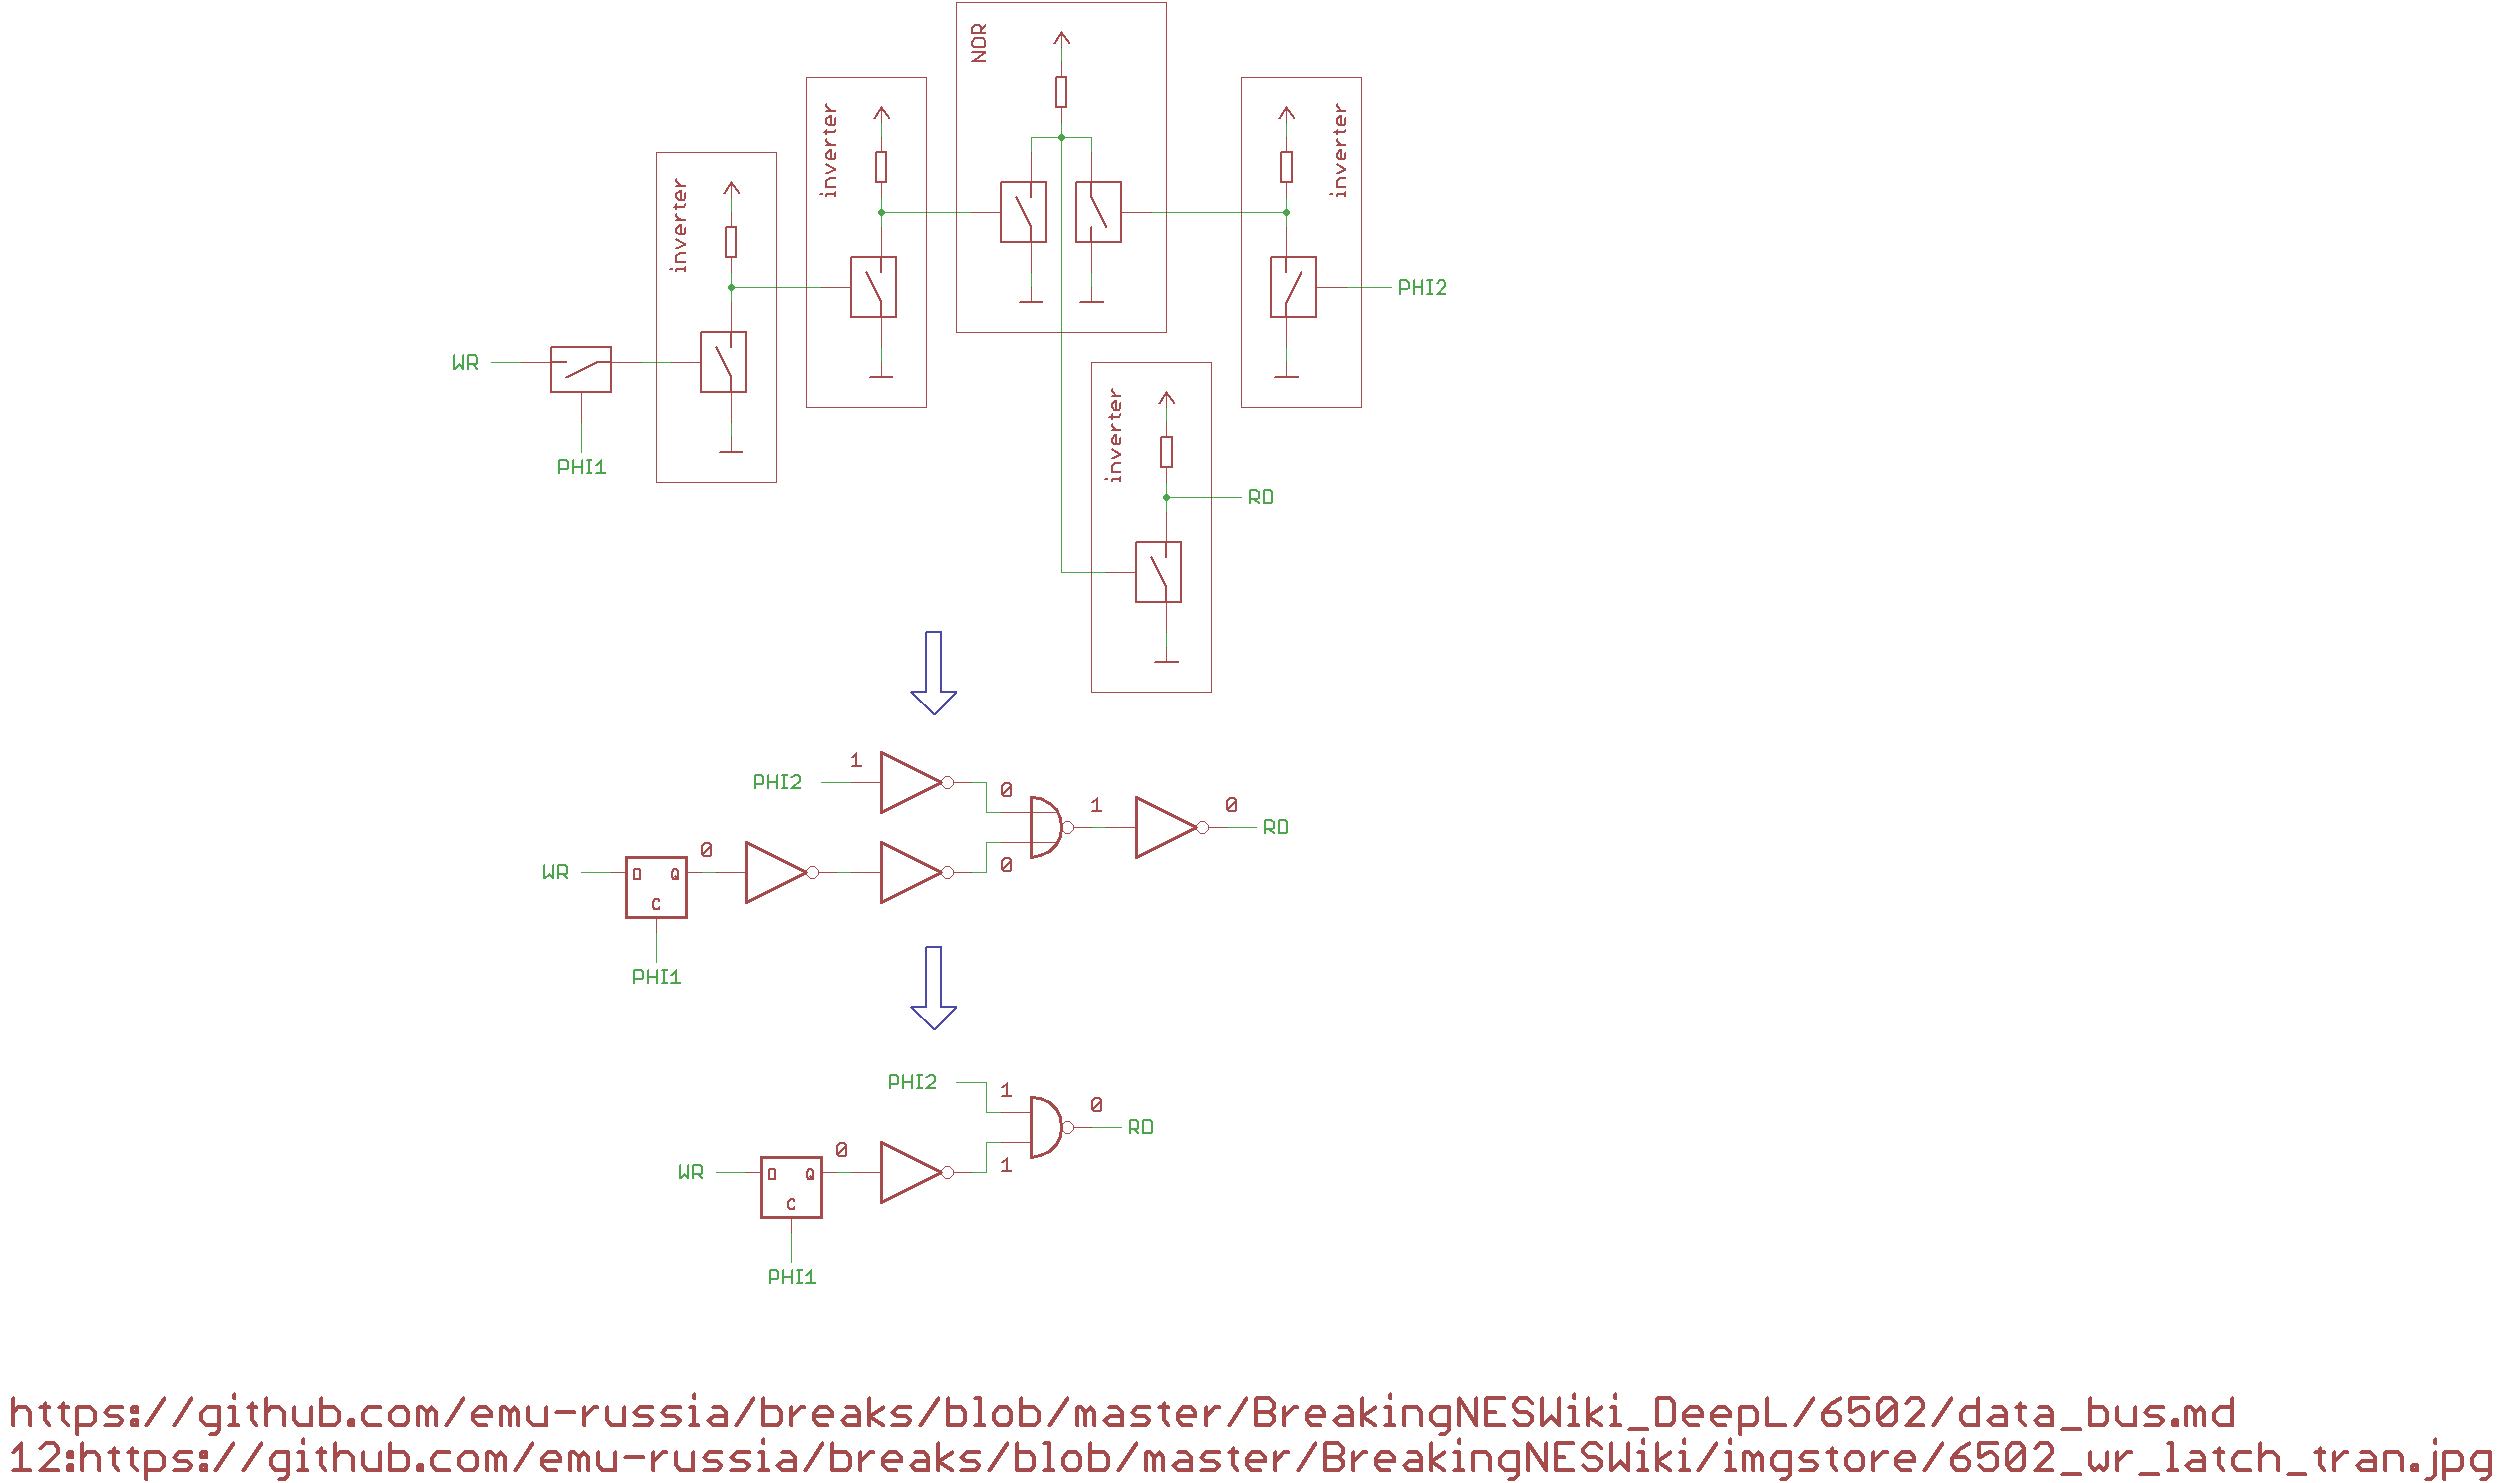 NOR
inverter
inverter
inverter
inverter
PHI2
WR
PHI1
RD
inverter
1
PHI2
0
1
0
RD
0
WR
D
Q
C
0
PHI1
PHI2
1
0
RD
0
WR
D
Q
C
1
PHI1
https://github.com/emu-russia/breaks/blob/master/BreakingNESWiki_DeepL/6502/data_bus.md
12:https://github.com/emu-russia/breaks/blob/master/BreakingNESWiki/imgstore/6502_wr_latch_tran.jpg